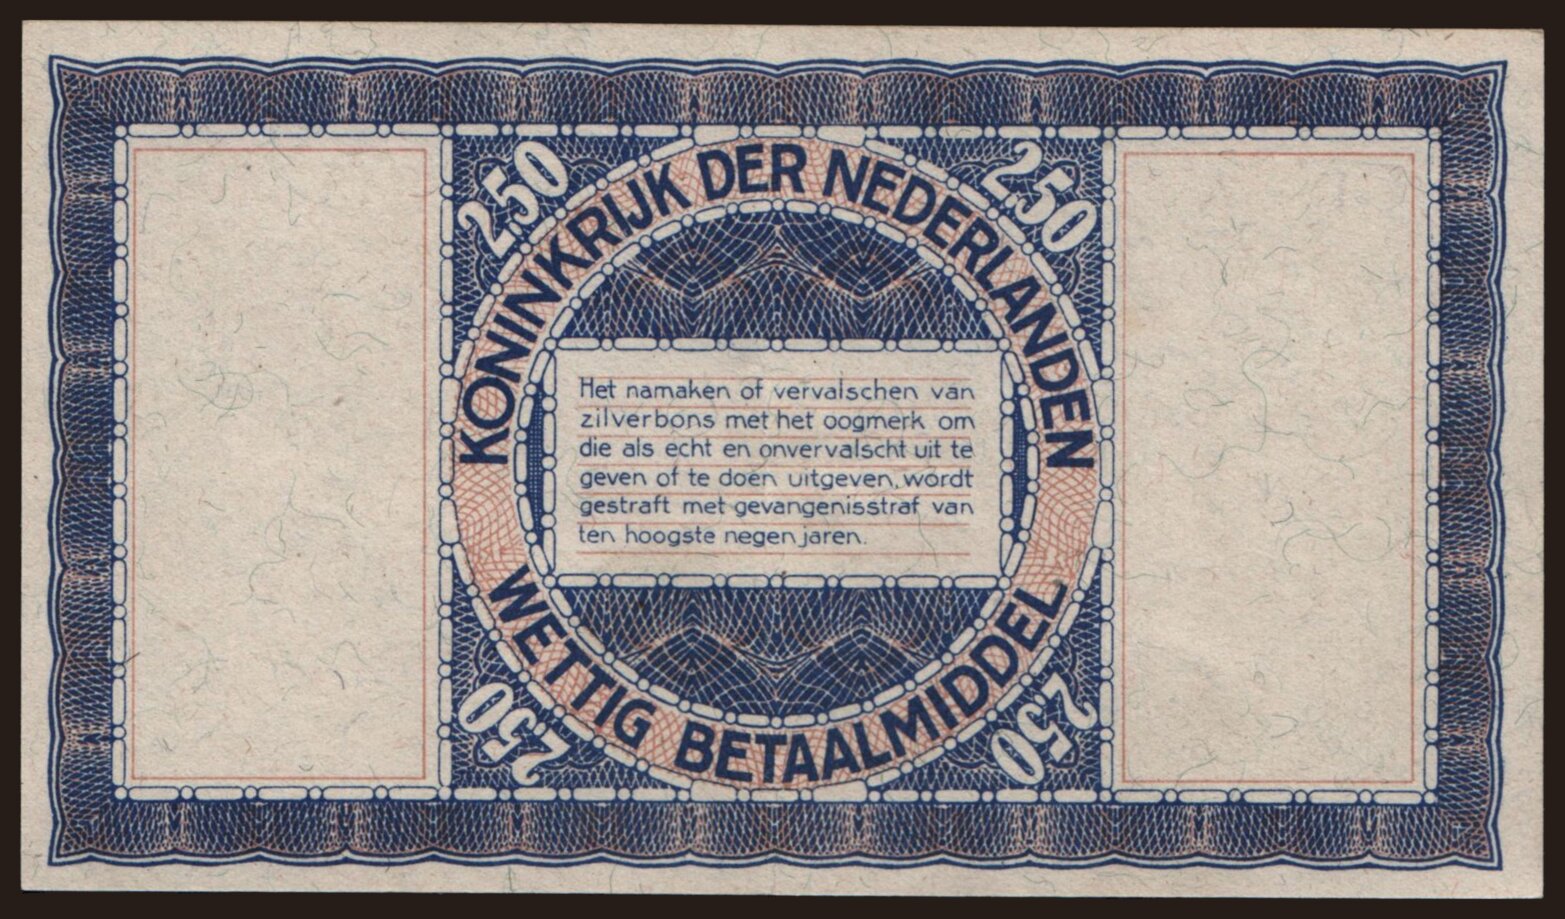 250 250
KONINKRIJK DER NEDERLANDEN
Het namaken of vervalschen van
zilverbons met het oogmerk om
die als echt en onvervalscht uit te
geven of te doen uitgeven, wordt
gestraft met gevangenisstraf van
ten hoogste negen jaren.
WETTIG BETAALMIDDEL
250 250